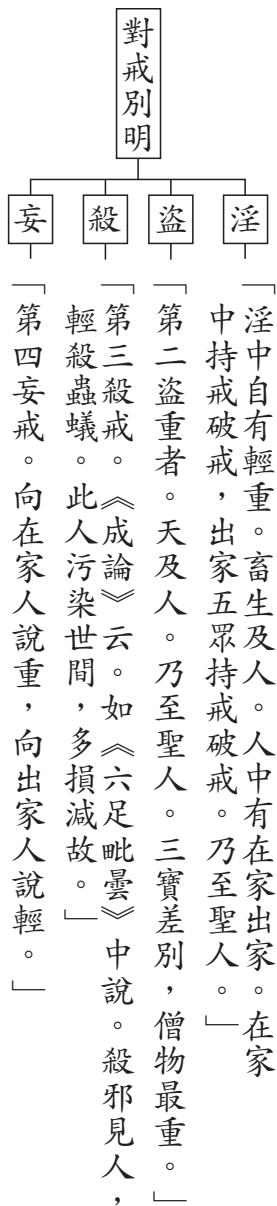 對戒別明
淫
「淫中自有輕重。畜生及人。人中有在家出家。在家
中持戒破戒，出家五眾持戒破戒。乃至聖人。」
盜
「第二盜重者。天及人。乃至聖人。三寶差別，僧物最重。」
殺
「第三殺戒。《成論》云。如《六足毗曇》中說。殺邪見人，
輕殺蟲蟻。此人污染世間，多損減故。」
妄
「第四妄戒。向在家人說重，向出家人說輕。」